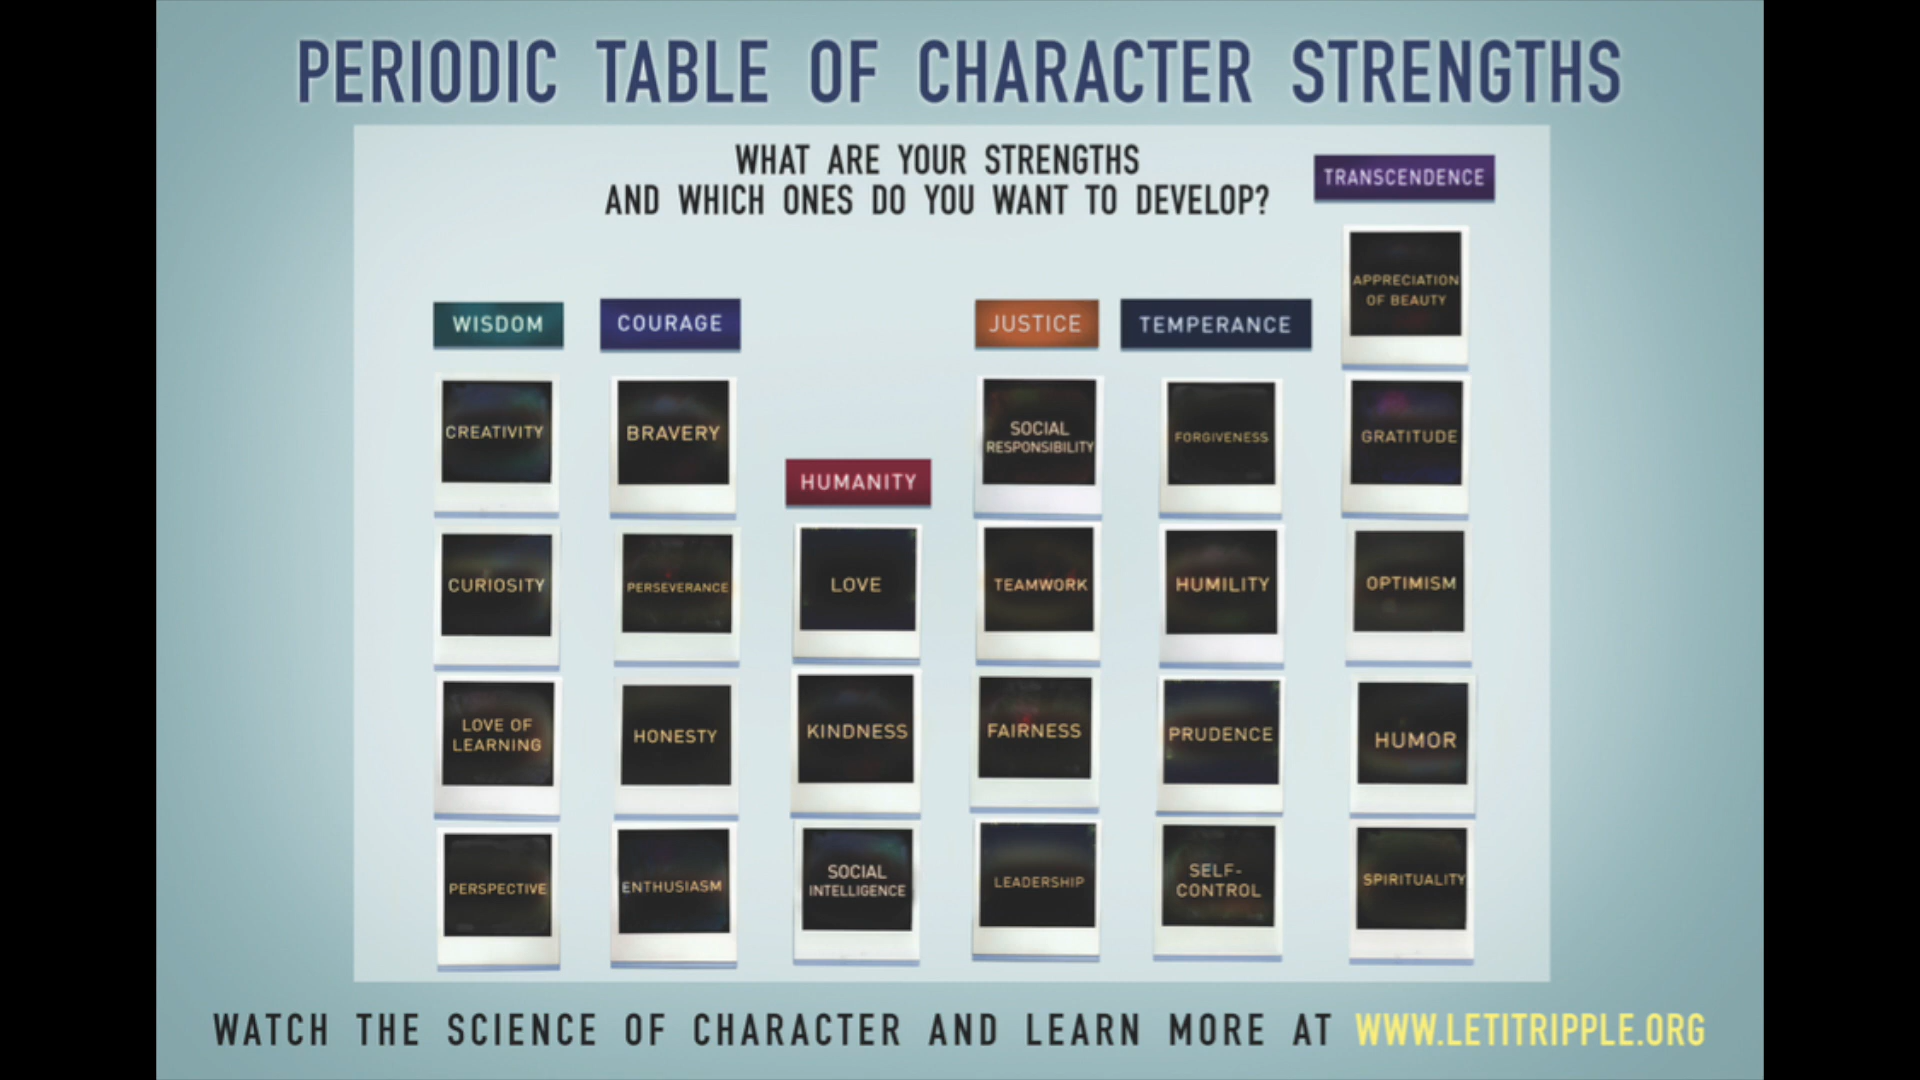 PERIODIC TABLE OF CHARACTER STRENGTHS
WHAT ARE YOUR STRENGTHS
AND WHICH ONES DO YOU WANT TO DEVELOP?
WISDOM
CREATIVITY
CURIOSITY
LOVE OF
LEARNING
PERSPECTIVE
COURAGE
BRAVERY
PERSEVERANCE
HONESTY
ENTHUSIASM
HUMANITY
LOVE
KINDNESS
SOCIAL
INTELLIGENCE
JUSTICE
SOCIAL
RESPONSIBILITY
TEAMWORK
FAIRNESS
LEADERSHIP
TEMPERANCE
FORGIVENESS
HUMILITY
PRUDENCE
SELF-
CONTROL
TRANSCENDENCE
APPRECIATION
OF BEAUTY
GRATITUDE
OPTIMISM
HUMOR
SPIRITUALITY
WATCH THE SCIENCE OF CHARACTER AND LEARN MORE AT WWW.LETITRIPPLE.ORG